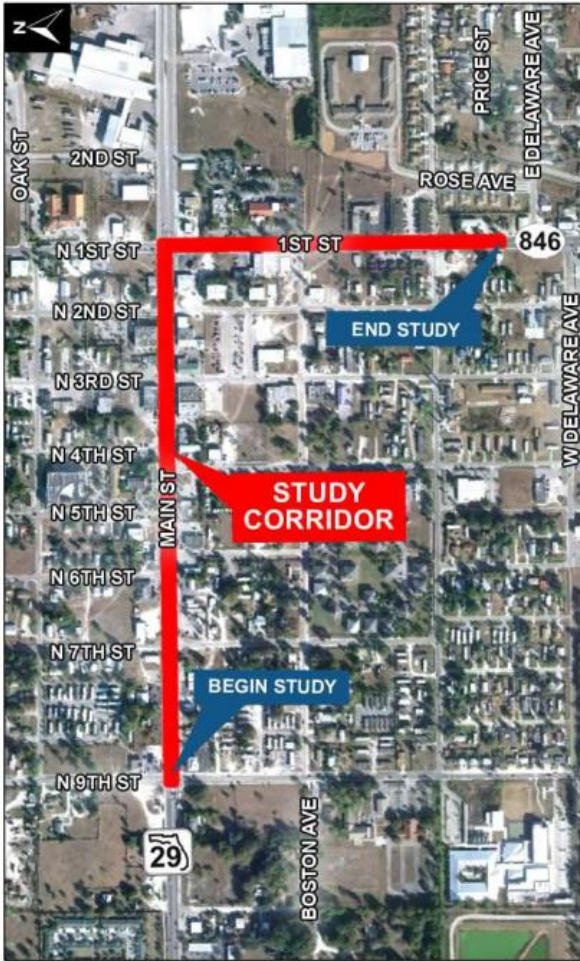 N
OAK ST
2ND ST
PRICE ST
E DELAWARE AVE
ROSE AVE
N 1ST ST
1ST ST
846
N 2ND ST
END STUDY
N 3RD ST
W DELAWARE AVE
N 4TH ST
STUDY
CORRIDOR
N 5TH ST
MAIN ST
N 6TH ST
N 7TH ST
BEGIN STUDY
N 9TH ST
29
BOSTON AVE